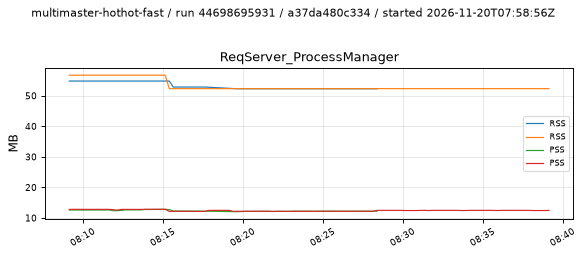 multimaster-hothot-fast / run 44698695931 / a37da480c334 / started 2026-11-20T07:58:56Z
ReqServer_ProcessManager
MB
50
40
30
20
10
RSS
RSS
PSS
PSS
08:10
08:15
08:20
08:25
08:30
08:35
08:40